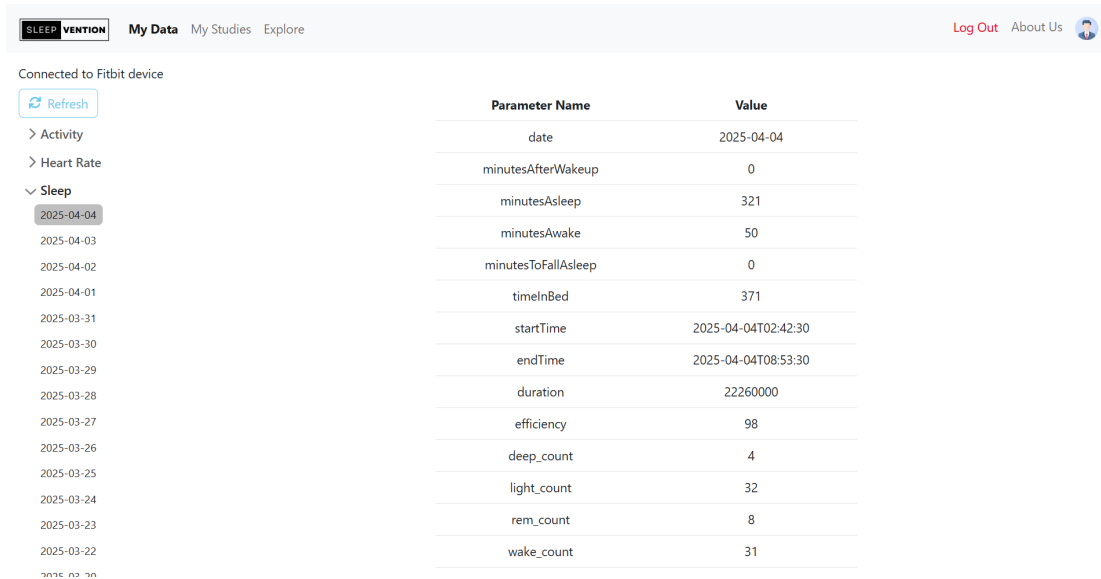 SLEEP VENTION My Data My Studies Explore Log Out About Us
Connected to Fitbit device
Refresh
Activity
Heart Rate
Sleep
2025-04-04
2025-04-03
2025-04-02
2025-04-01
2025-03-31
2025-03-30
2025-03-29
2025-03-28
2025-03-27
2025-03-26
2025-03-25
2025-03-24
2025-03-23
2025-03-22
2025-03-20
Parameter Name Value
date 2025-04-04
minutesAfterWakeup 0
minutesAsleep 321
minutesAwake 50
minutesToFallAsleep 0
timeInBed 371
startTime 2025-04-04T02:42:30
endTime 2025-04-04T08:53:30
duration 22260000
efficiency 98
deep_count 4
light_count 32
rem_count 8
wake_count 31